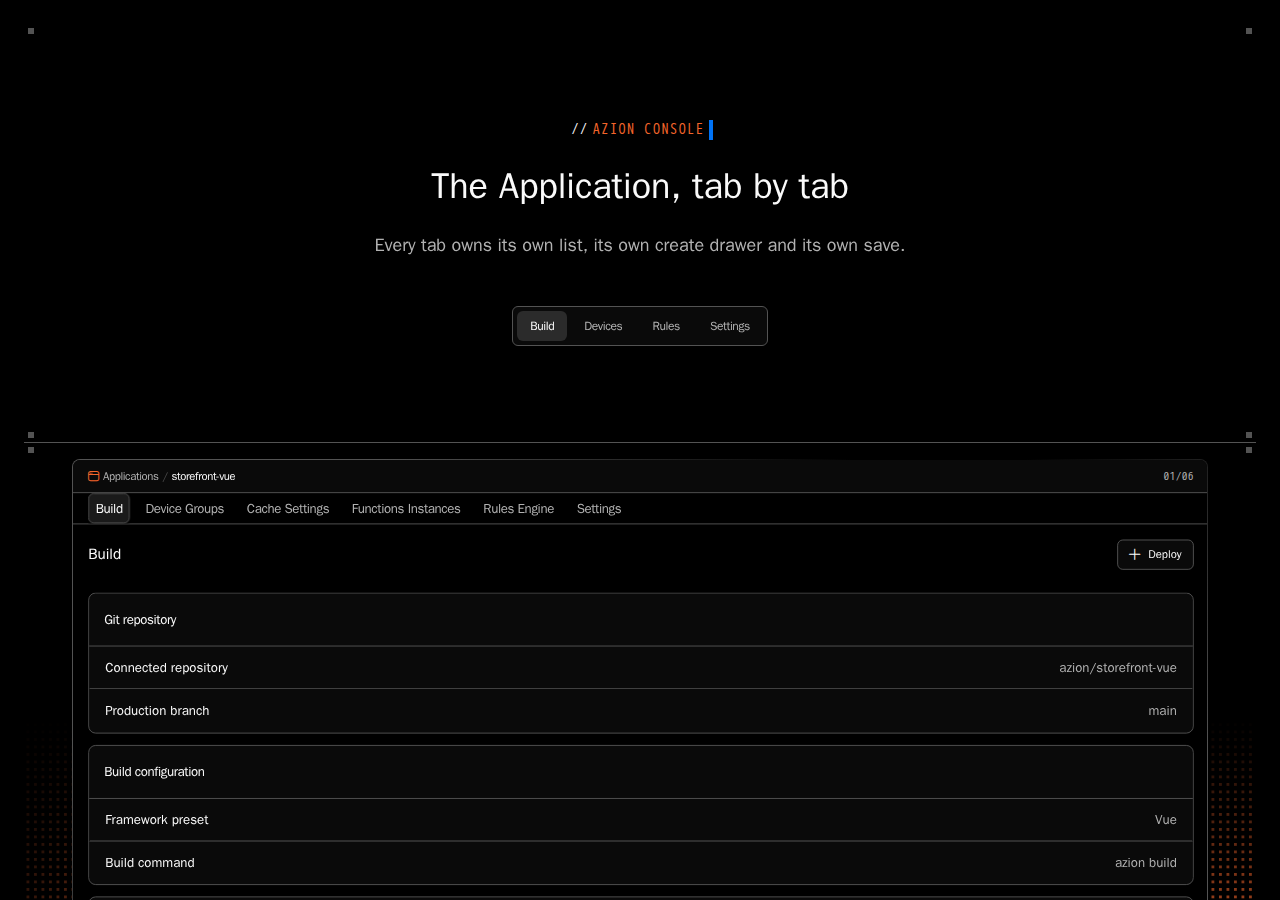 // AZION CONSOLE
The Application, tab by tab
Every tab owns its own list, its own create drawer and its own save.
Build Devices Rules Settings
Applications / storefront-vue 01/06
Build Device Groups Cache Settings Functions Instances Rules Engine Settings
Build Deploy
Git repository
Connected repository azion/storefront-vue
Production branch main
Build configuration
Framework preset Vue
Build command azion build